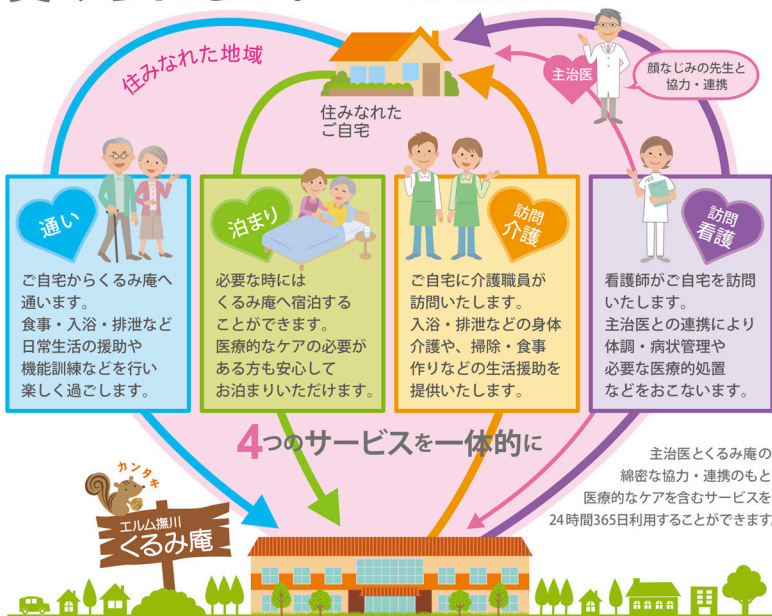 住みなれた地域
住みなれた
ご自宅
主治医
顔なじみの先生と
協力・連携
通い
ご自宅からくるみ庵へ
通います。
食事・入浴・排泄など
日常生活の援助や
機能訓練などを行い
楽しく過ごします。
泊まり
必要な時には
くるみ庵へ宿泊する
ことができます。
医療的なケアの必要が
ある方も安心して
お泊まりいただけます。
訪問
介護
ご自宅に介護職員が
訪問いたします。
入浴・排泄などの身体
介護や、掃除・食事
作りなどの生活援助を
提供いたします。
訪問
看護
看護師がご自宅を訪問
いたします。
主治医との連携により
体調・病状管理や
必要な医療的処置
などをおこないます。
4つのサービスを一体的に
主治医とくるみ庵の
綿密な協力・連携のもと
医療的なケアを含むサービスを
24時間365日利用することができます
カンタキ
エルム撫川
くるみ庵